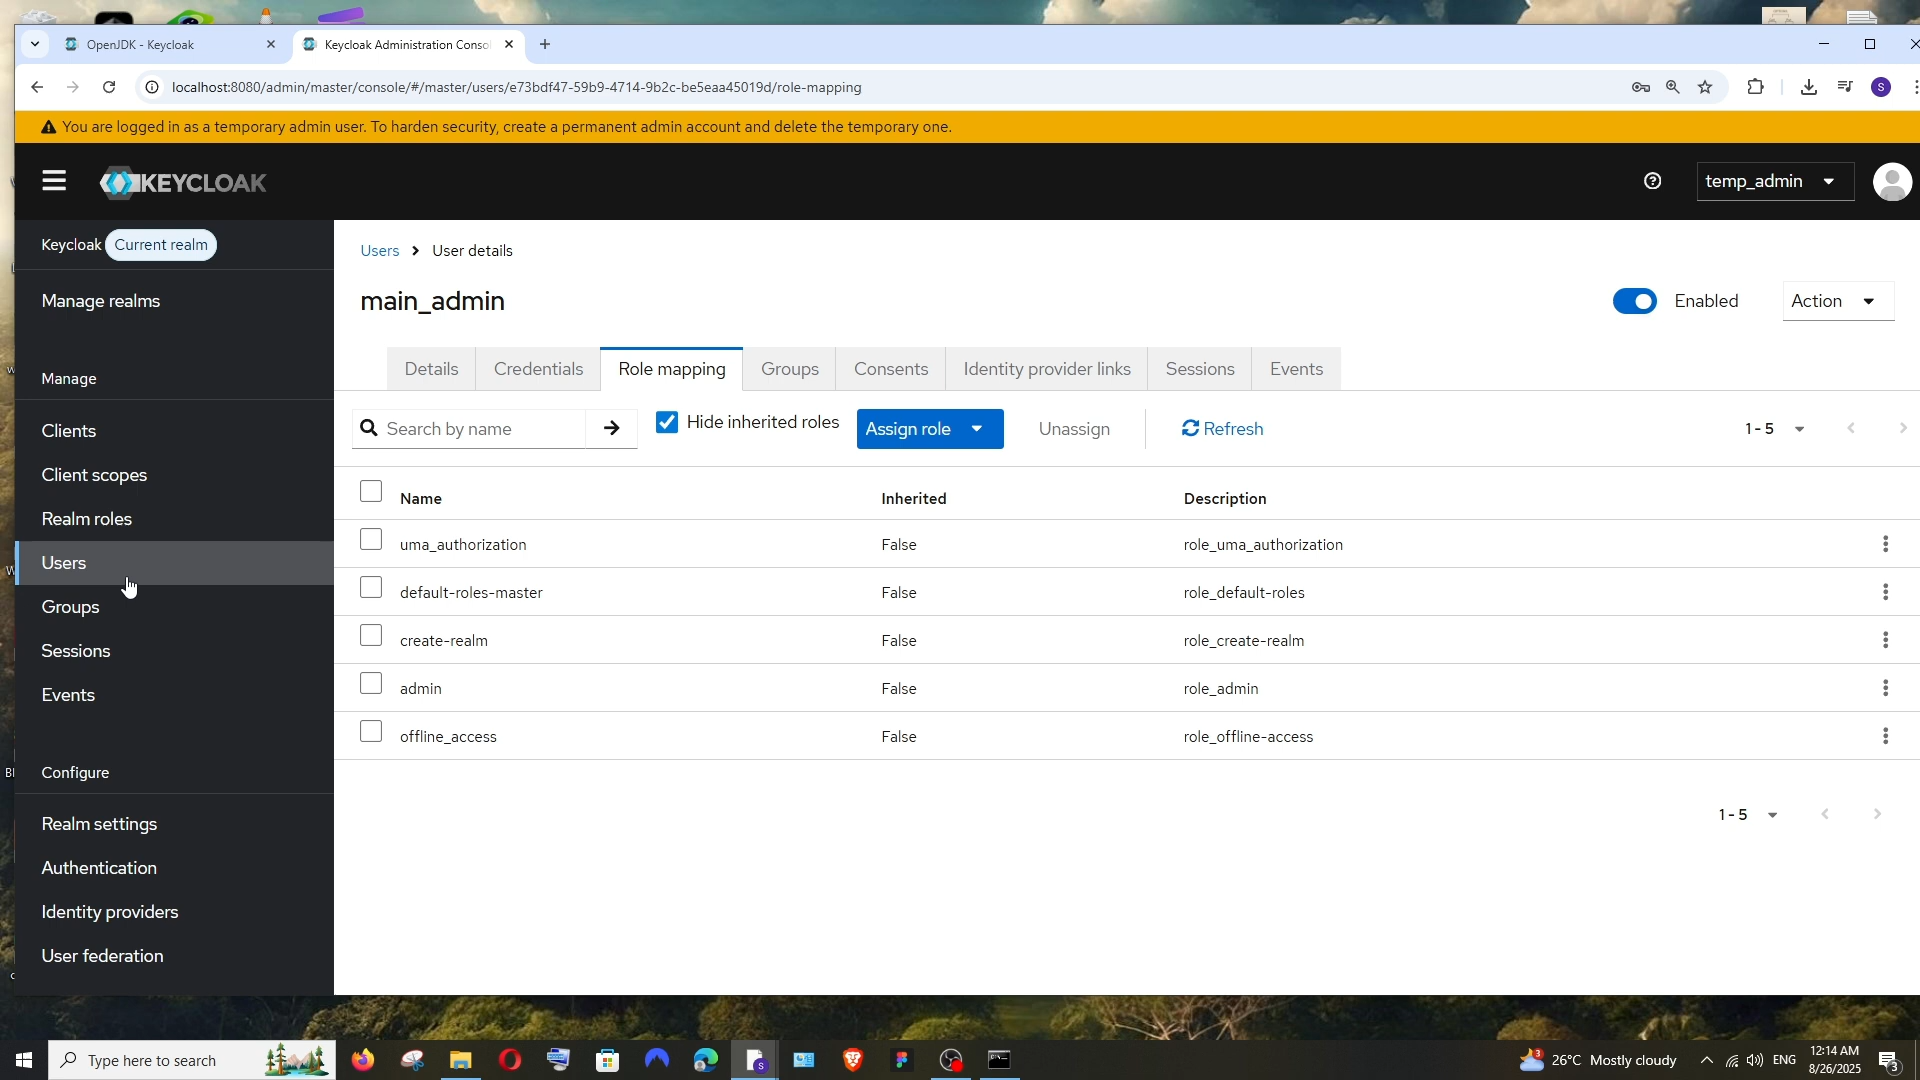 OpenJDK - Keycloak
Keycloak Administration Consol
localhost:8080/admin/master/console/#/master/users/e73bdf47-59b9-4714-9b2c-be5eaa45019d/role-mapping
S
You are logged in as a temporary admin user. To harden security, create a permanent admin account and delete the temporary one.
KEYCLOAK
temp_admin
Keycloak Current realm
Manage realms
Manage
Clients
Client scopes
Realm roles
Users
Groups
Sessions
Events
Configure
Realm settings
Authentication
Identity providers
User federation
Users > User details
main_admin
Enabled
Action
Details Credentials Role mapping Groups Consents Identity provider links Sessions Events
Search by name
Hide inherited roles
Assign role
Unassign
Refresh
1 - 5
Name Inherited Description
uma_authorization False role_uma_authorization
default-roles-master False role_default-roles
create-realm False role_create-realm
admin False role_admin
offline_access False role_offline-access
1 - 5
Type here to search
3
26°C Mostly cloudy
ENG
12:14 AM
8/26/2025
3